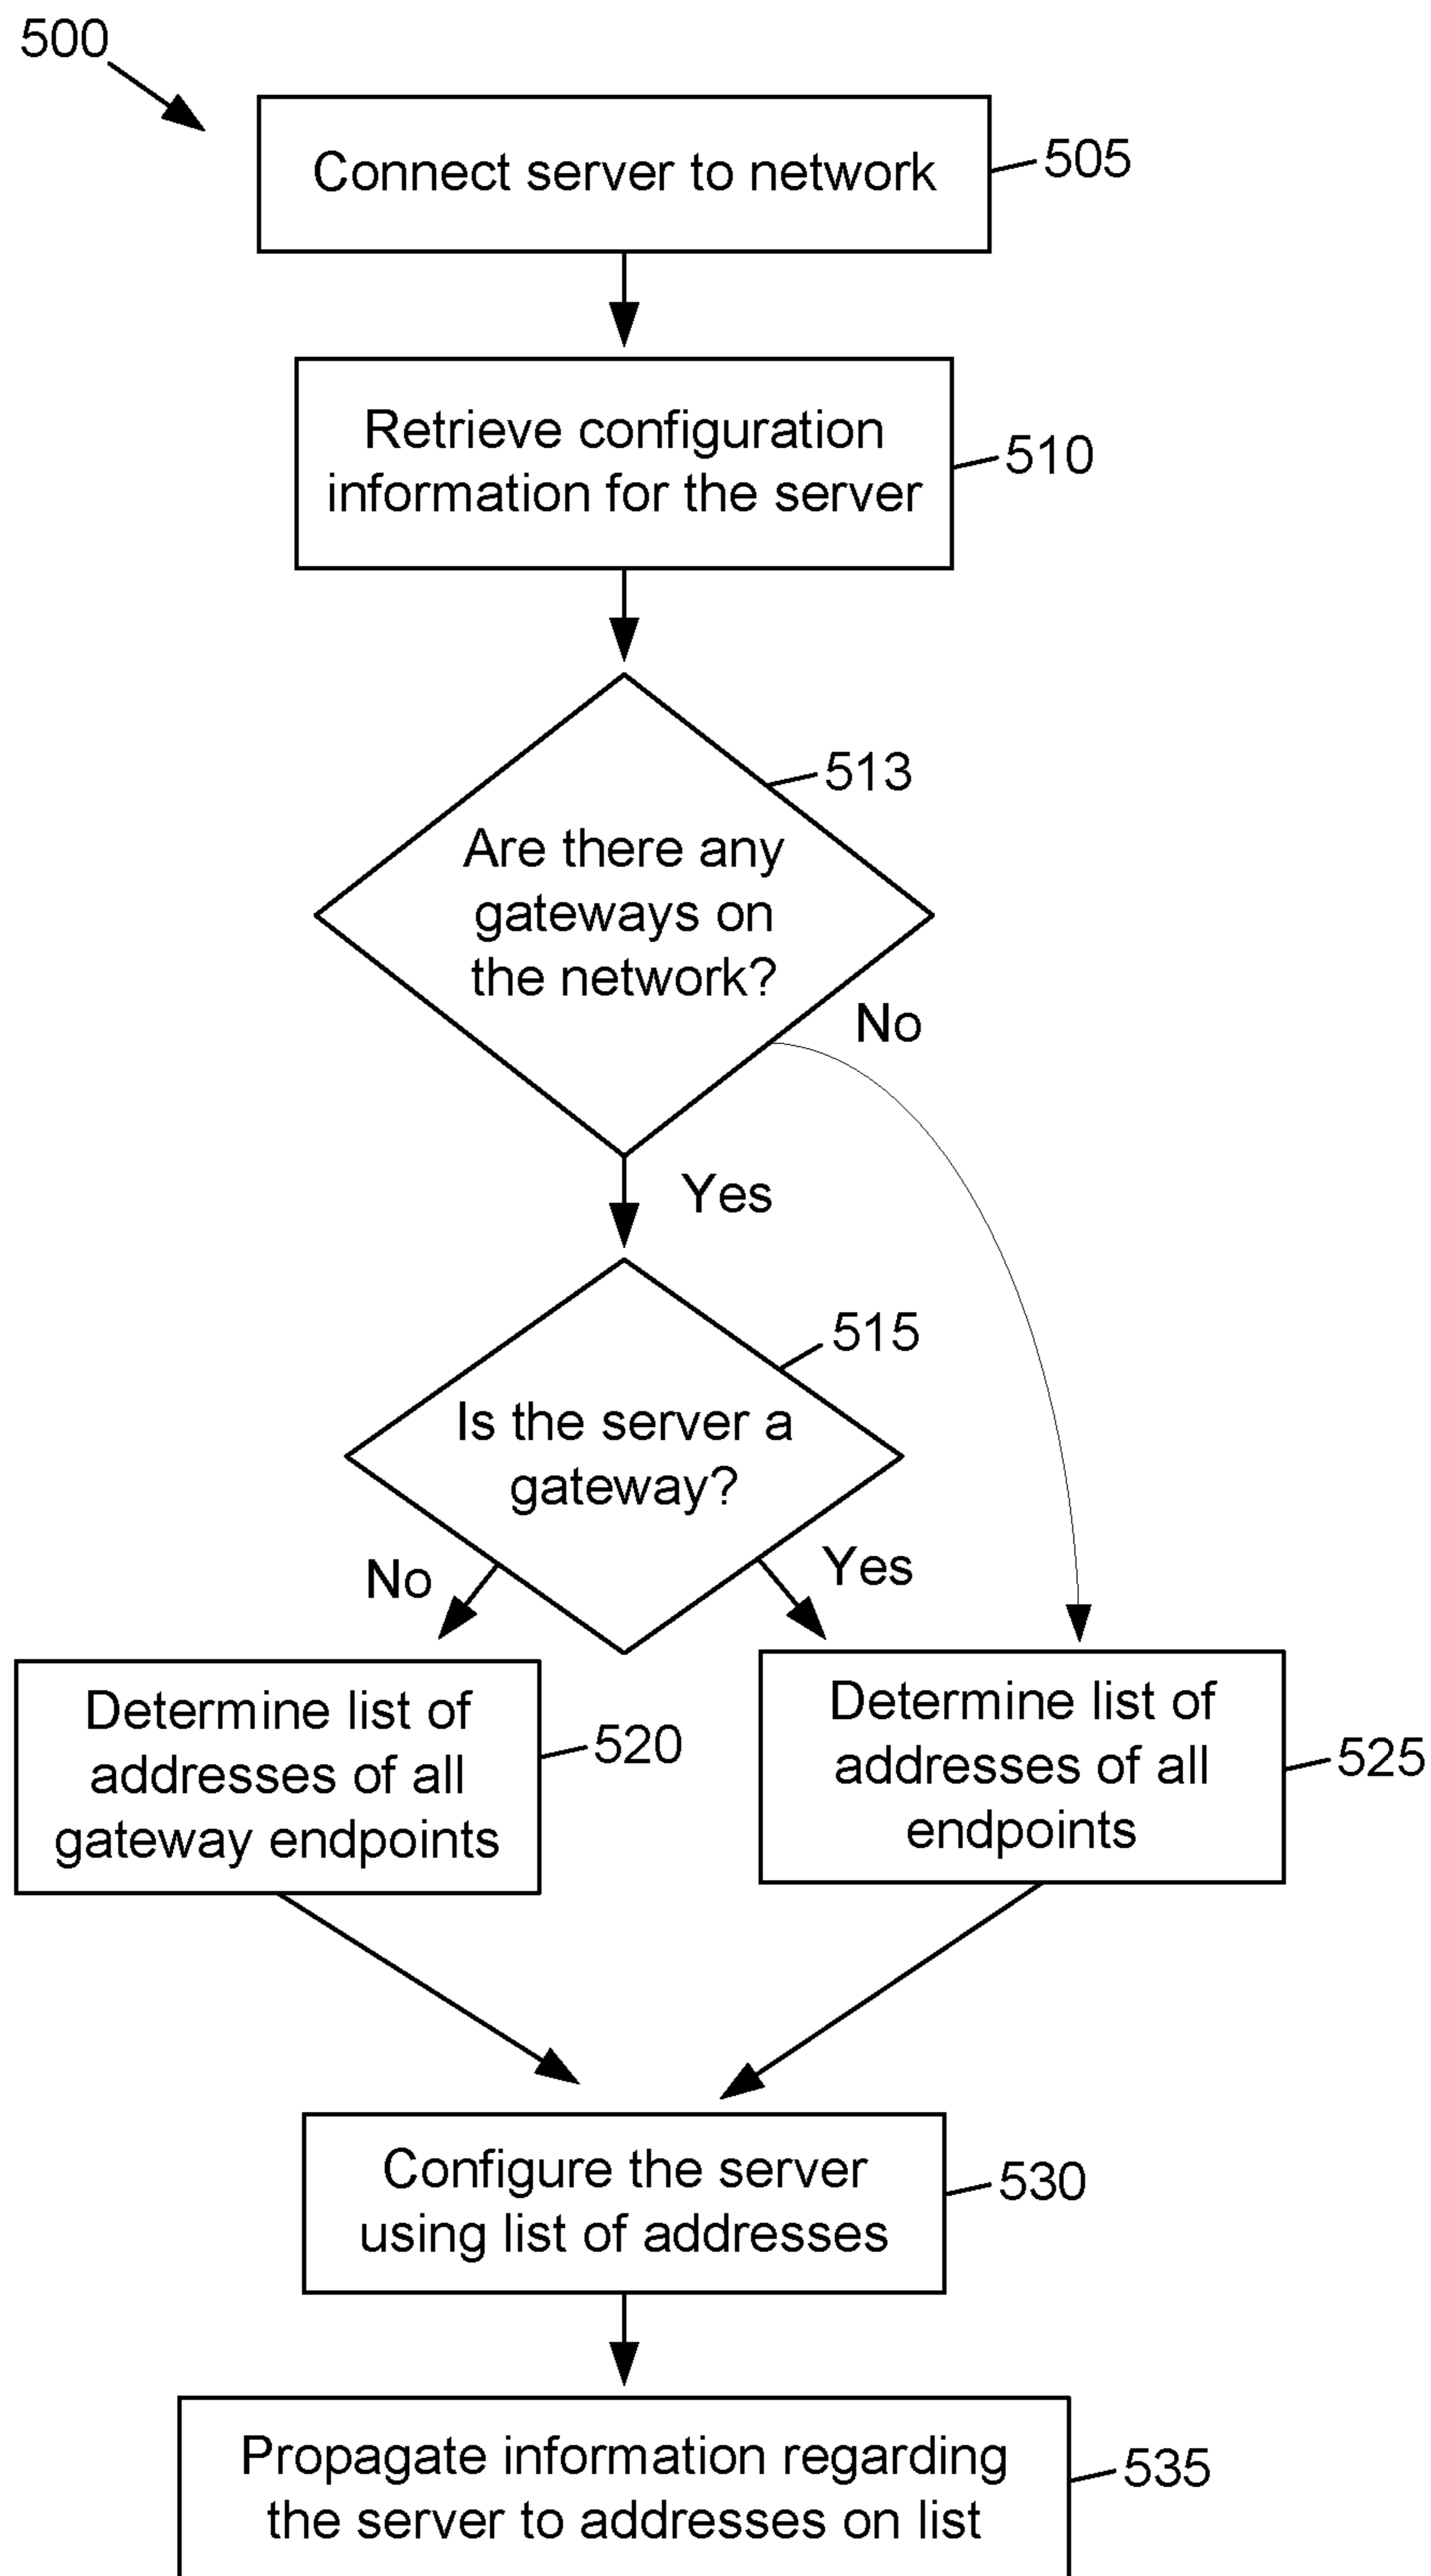 500
Connect server to network
505
Retrieve configuration
information for the server
510
513
Are there any
gateways on
the network?
No
Yes
515
Is the server a
gateway?
No
Yes
Determine list of
addresses of all
gateway endpoints
520
Determine list of
addresses of all
endpoints
525
Configure the server
using list of addresses
530
Propagate information regarding
the server to addresses on list
535